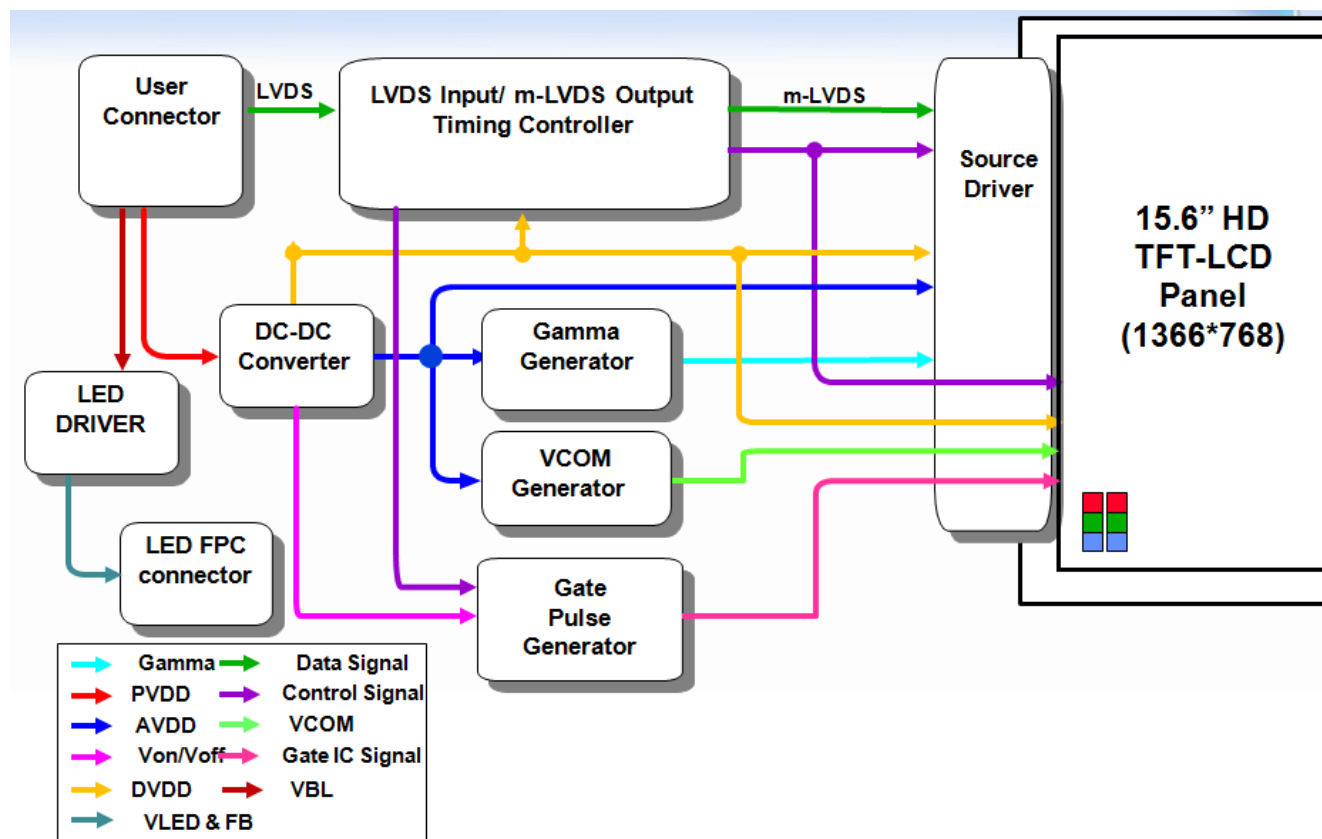 User
Connector
LVDS
LVDS Input/ m-LVDS Output
Timing Controller
m-LVDS
Source
Driver
15.6” HD
TFT-LCD
Panel
(1366*768)
DC-DC
Converter
Gamma
Generator
LED
DRIVER
VCOM
Generator
LED FPC
connector
Gate
Pulse
Generator
Gamma
Data Signal
PVDD
Control Signal
AVDD
VCOM
Von/Voff
Gate IC Signal
DVDD
VBL
VLED & FB